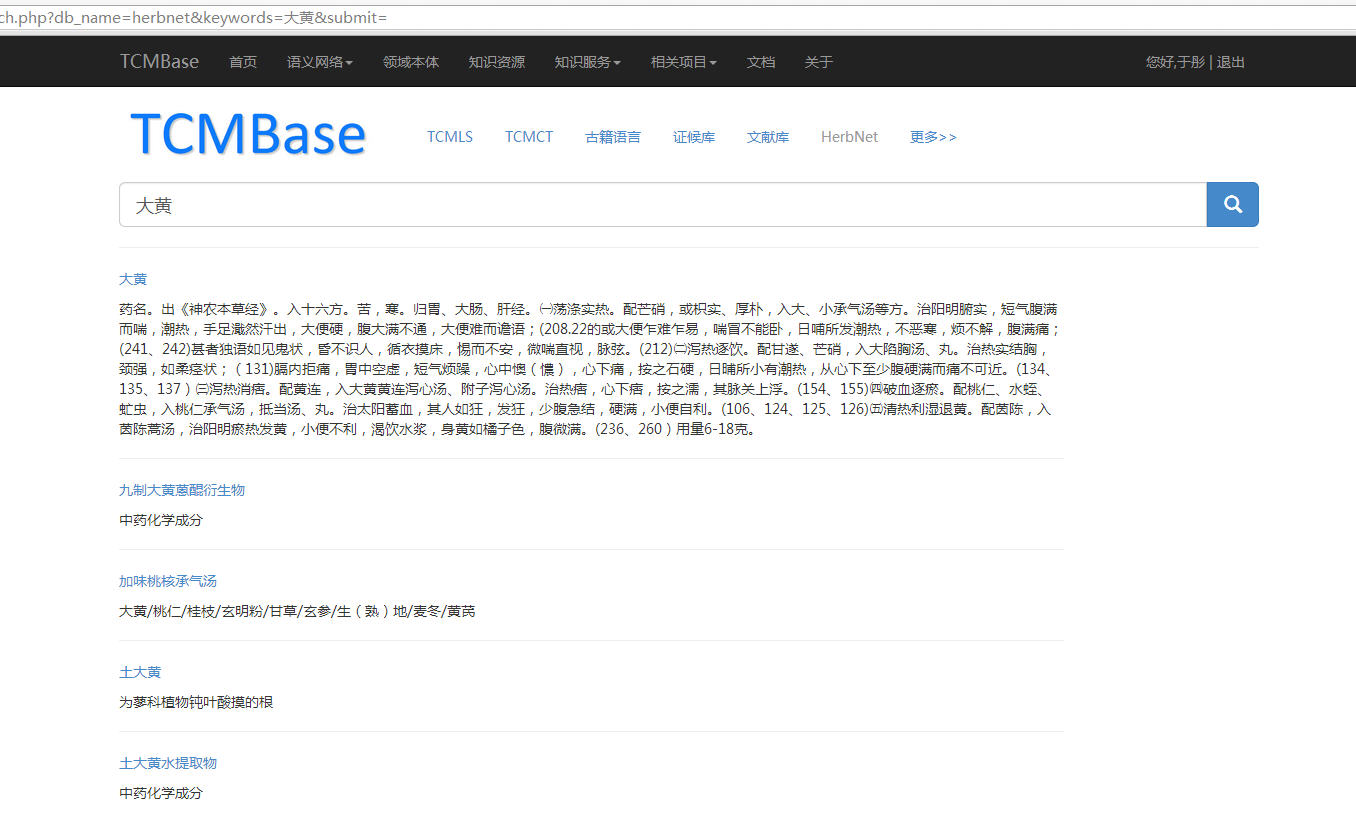 ch.php?db_name=herbnet&keywords=大黄&submit=
TCMBase 首页 语义网络 领域本体 知识资源 知识服务 相关项目 文档 关于 您好,于彤 | 退出
TCMBase TCMLS TCMCT 古籍语言 证候库 文献库 HerbNet 更多>>
大黄
大黄
药名。出《神农本草经》。入十六方。苦，寒。归胃、大肠、肝经。㈠荡涤实热。配芒硝，或枳实、厚朴，入大、小承气汤等方。治阳明腑实，短气腹满
而喘，潮热，手足濈然汗出，大便硬，腹大满不通，大便难而谵语；(208.22的或大便乍难乍易，喘冒不能卧，日晡所发潮热，不恶寒，烦不解，腹满痛；
(241、242)甚者独语如见鬼状，昏不识人，循衣摸床，惕而不安，微喘直视，脉弦。(212)㈡泻热逐饮。配甘遂、芒硝，入大陷胸汤、丸。治热实结胸，
颈强，如柔痉状；（131)膈内拒痛，胃中空虚，短气烦躁，心中懊（憹），心下痛，按之石硬，日晡所小有潮热，从心下至少腹硬满而痛不可近。(134、
135、137）㈢泻热消痞。配黄连，入大黄黄连泻心汤、附子泻心汤。治热痞，心下痞，按之濡，其脉关上浮。(154、155)㈣破血逐瘀。配桃仁、水蛭、
虻虫，入桃仁承气汤，抵当汤、丸。治太阳蓄血，其人如狂，发狂，少腹急结，硬满，小便自利。(106、124、125、126)㈤清热利湿退黄。配茵陈，入
茵陈蒿汤，治阳明瘀热发黄，小便不利，渴饮水浆，身黄如橘子色，腹微满。(236、260）用量6-18克。
九制大黄蒽醌衍生物
中药化学成分
加味桃核承气汤
大黄/桃仁/桂枝/玄明粉/甘草/玄参/生（熟）地/麦冬/黄芪
土大黄
为蓼科植物钝叶酸摸的根
土大黄水提取物
中药化学成分